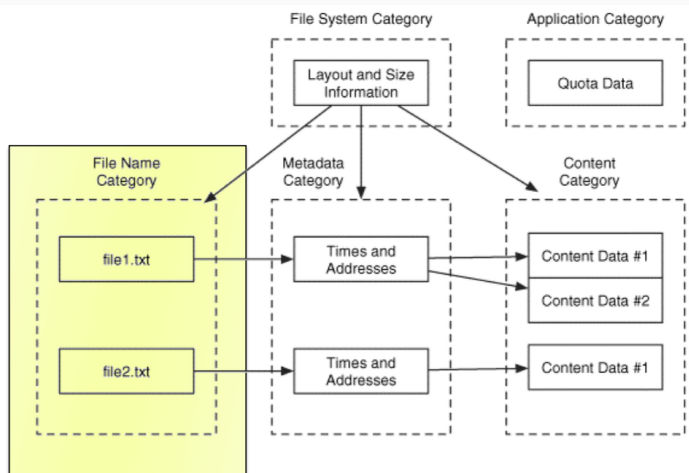 File System Category
Application Category
Layout and Size
Information
Quota Data
File Name
Category
Metadata
Category
Content
Category
file1.txt
Times and
Addresses
Content Data #1
Content Data #2
file2.txt
Times and
Addresses
Content Data #1